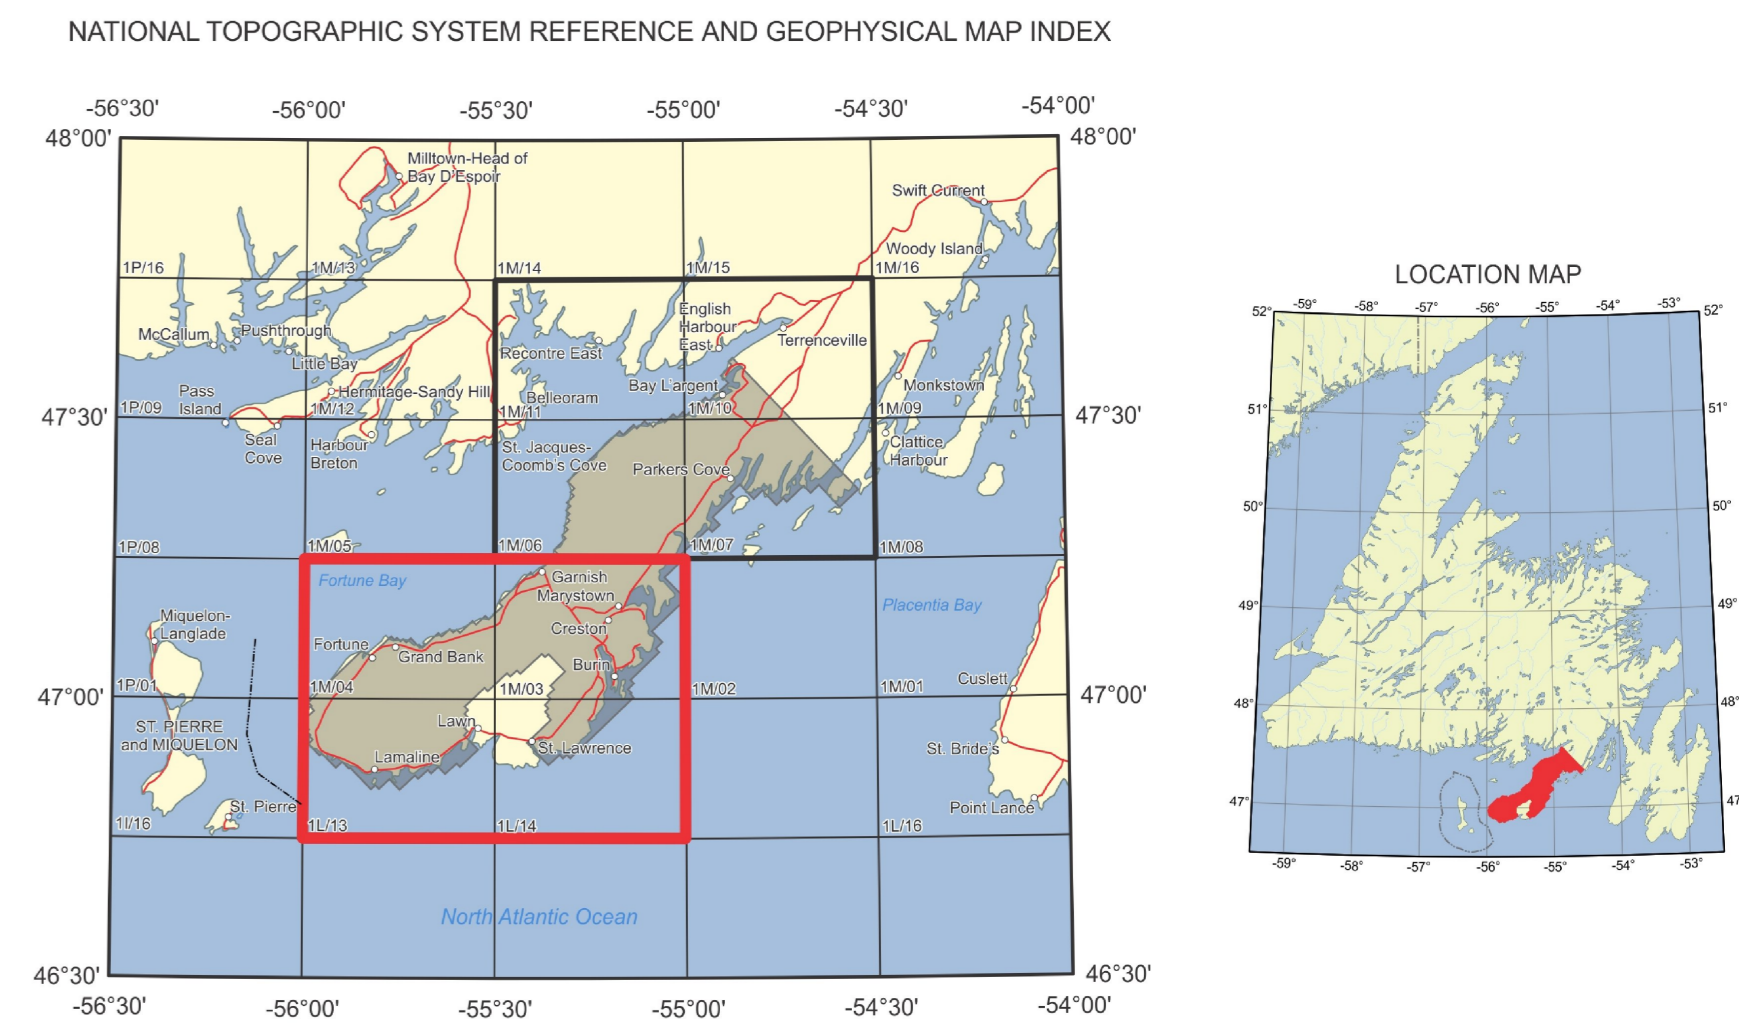 NATIONAL TOPOGRAPHIC SYSTEM REFERENCE AND GEOPHYSICAL MAP INDEX
-56°30'
-56°00'
-55°30'
-55°00'
-54°30'
-54°00'
48°00'
48°00'
Milltown-Head of
Bay D'Espoir
Swift Current
Woody Island
1P/16
1M/13
1M/14
1M/15
1M/16
McCallum
Pushthrough
Little Bay
Recontre East
English
Harbour
East
Terrenceville
Pass
Island
Hermitage-Sandy Hill
Belleoram
Bay L'argent
Monkstown
47°30'
1P/09
1M/12
1M/11
1M/10
1M/09
47°30'
Seal
Cove
Harbour
Breton
St. Jacques-
Coomb's Cove
Parkers Cove
Clattice
Harbour
1P/08
1M/05
1M/06
1M/07
1M/08
Fortune Bay
Garnish
Marystown
Placentia Bay
Miquelon-
Langlade
Creston
Fortune
Grand Bank
Burin
Cuslett
47°00'
1P/01
1M/04
1M/03
1M/02
1M/01
47°00'
ST. PIERRE
and MIQUELON
Lawn
St. Lawrence
St. Bride's
Lamaline
St. Pierre
Point Lance
1I/16
1L/13
1L/14
1L/16
North Atlantic Ocean
46°30'
46°30'
-56°30'
-56°00'
-55°30'
-55°00'
-54°30'
-54°00'
LOCATION MAP
52°
-59°
-58°
-57°
-56°
-55°
-54°
-53°
52°
51°
51°
50°
50°
49°
49°
48°
48°
47°
47
-59°
-58°
-57°
-56°
-55°
-54°
-53°